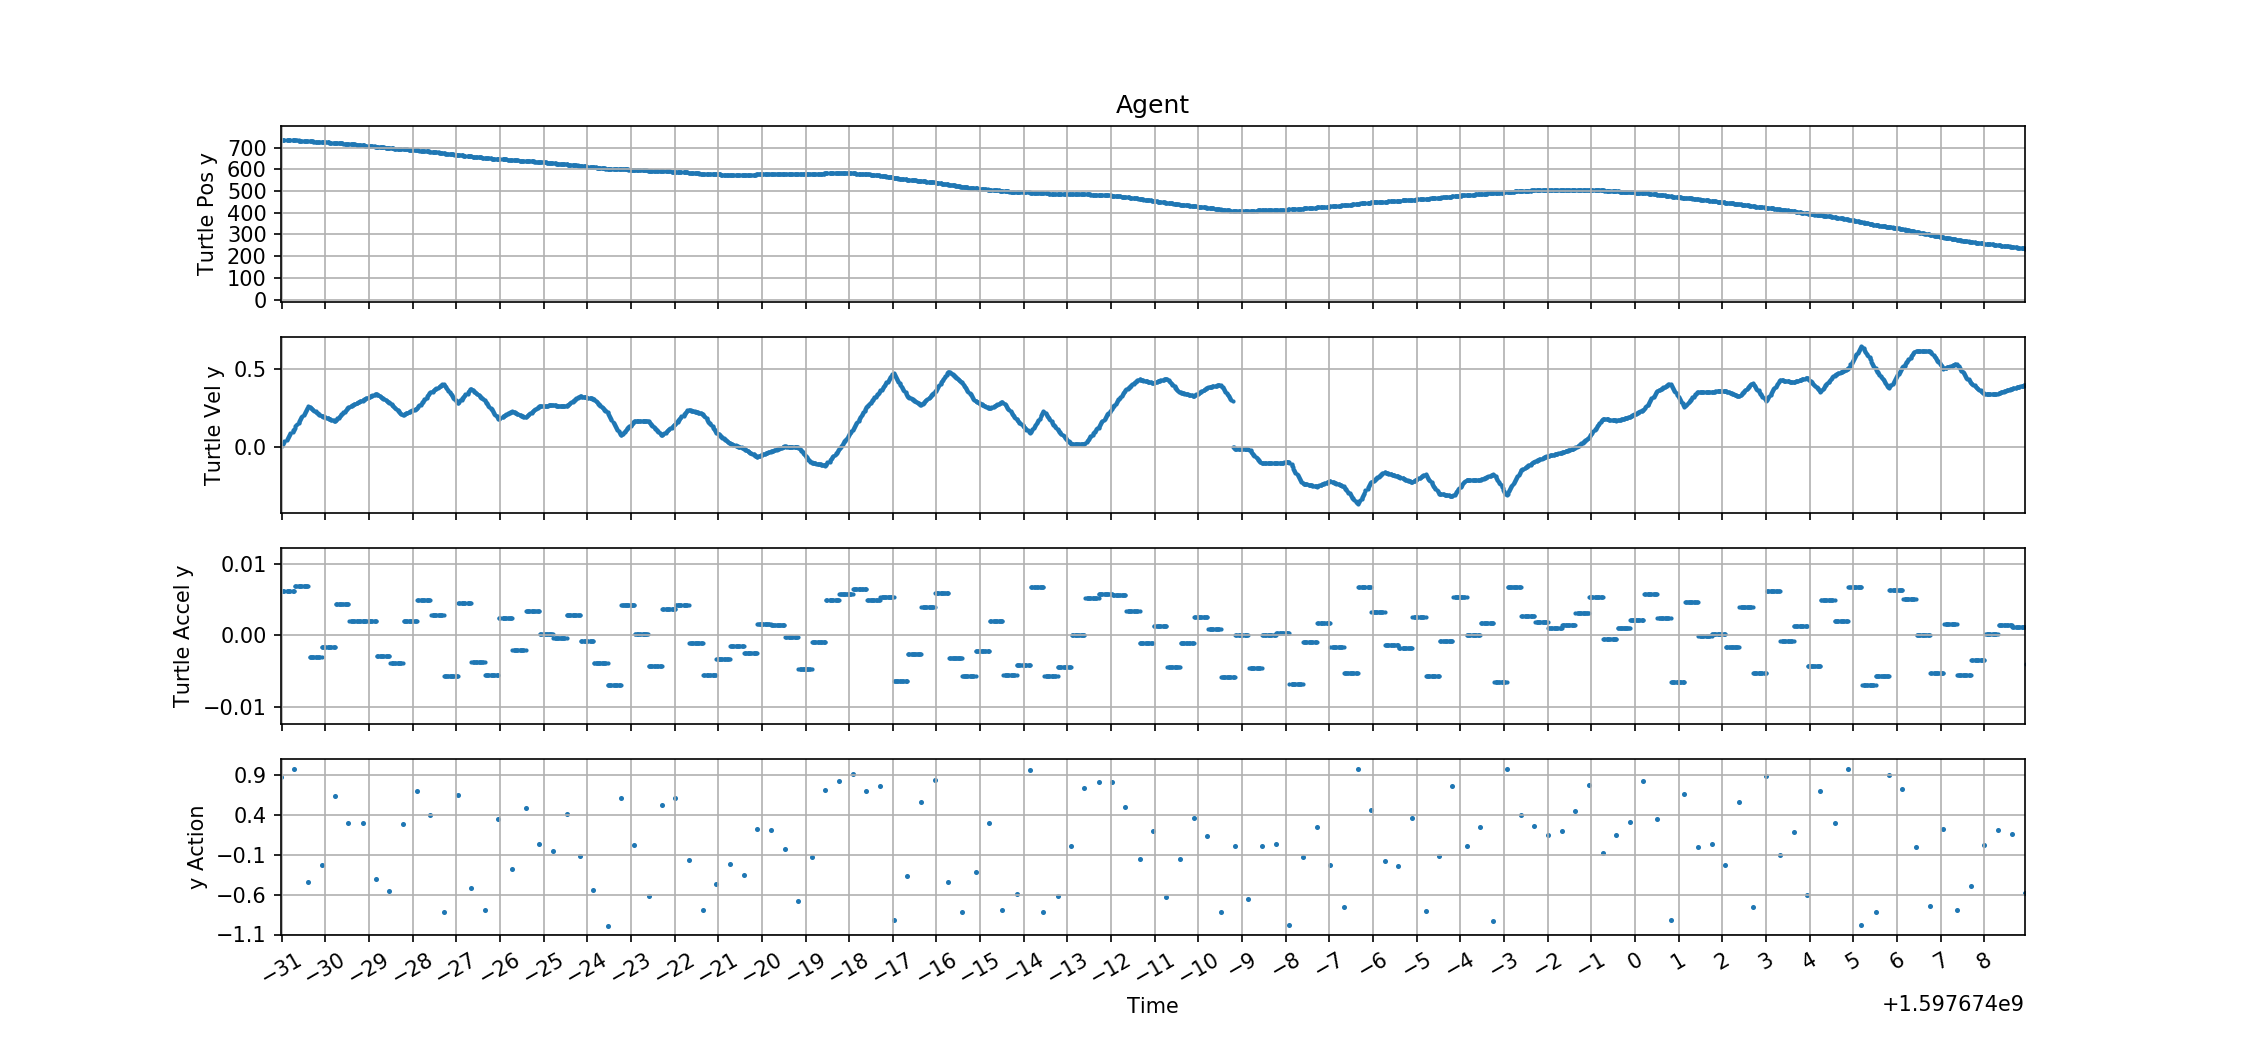 Agent
Turtle Pos y
700
600
500
400
300
200
100
0
Turtle Vel y
0.5
0.0
Turtle Accel y
0.01
0.00
−0.01
y Action
0.9
0.4
−0.1
−0.6
−1.1
−31 −30 −29 −28 −27 −26 −25 −24 −23 −22 −21 −20 −19 −18 −17 −16 −15 −14 −13 −12 −11 −10 −9 −8 −7 −6 −5 −4 −3 −2 −1 0 1 2 3 4 5 6 7 8
Time
+1.597674e9